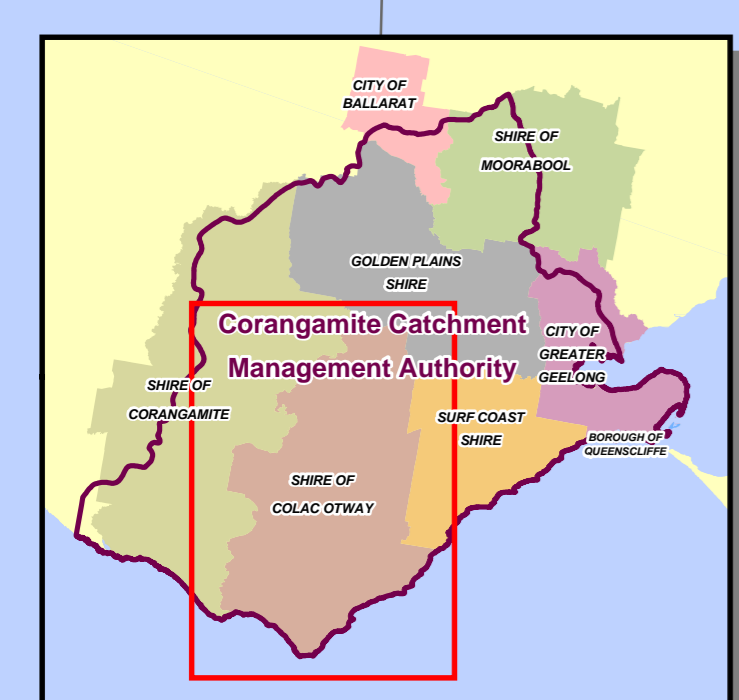 CITY OF
BALLARAT
SHIRE OF
MOORABOOL
GOLDEN PLAINS
SHIRE
Corangamite Catchment
Management Authority
CITY OF
GREATER
GEELONG
SHIRE OF
CORANGAMITE
SURF COAST
SHIRE
BOROUGH OF
QUEENSCLIFFE
SHIRE OF
COLAC OTWAY